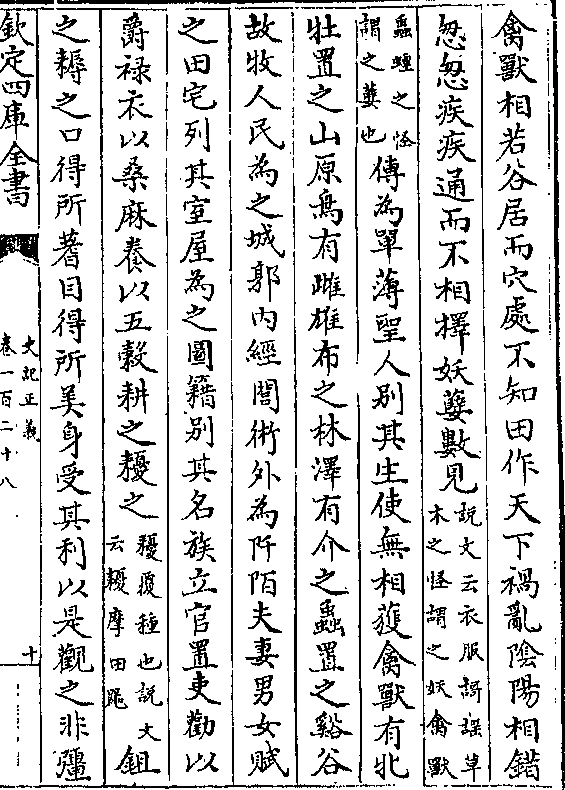 禽獸相若谷居而穴處不知田作天下禍亂陰陽相錯
怱怱疾疾通而不相擇妖孽數見說文云衣服謌謡草木之怪謂之妖禽獸
蟲蝗之怪謂之蠥也傳為單薄聖人别其生使無相獲禽獸有牝
牡置之山原鳥有雌雄布之林澤有介之蟲置之谿谷
故牧人民為之城郭内經閭術外為阡陌夫妻男女賦
之田宅列其室屋為之圖籍别其名族立官置吏勸以
爵禄衣以桑麻養以五榖耕之耰之耰覆種也説文云耰摩田噐鉏
之耨之口得所蓍目得所美身受其利以是觀之非彊
欽定四庫全書
史記正義
卷一百二十八
十